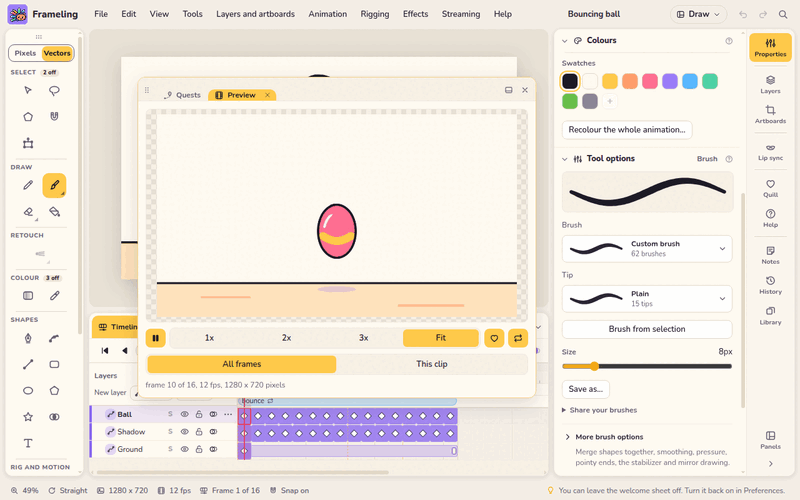 Frameling File Edit View Tools Layers and artboards Animation Rigging Effects Streaming Help Bouncing ball Draw
Pixels Vectors
SELECT 2 off
DRAW
RETOUCH
COLOUR 3 off
SHAPES
RIG AND MOTION
Quests Preview
1x 2x 3x Fit
All frames This clip
frame 10 of 16, 12 fps, 1280 x 720 pixels
Layers
New layer
Bounce
Ball S
Shadow S
Ground S
Colours
Swatches
Recolour the whole animation...
Tool options Brush
Brush
Custom brush
62 brushes
Tip
Plain
15 tips
Brush from selection
Size 8px
Save as...
Share your brushes
More brush options
Merge shapes together, smoothing, pressure,
pointy ends, the stabilizer and mirror drawing.
Properties
Layers
Artboards
Lip sync
Quill
Help
Notes
History
Library
Panels
49% Straight 1280 x 720 12 fps Frame 1 of 16 Snap on You can leave the welcome sheet off. Turn it back on in Preferences.